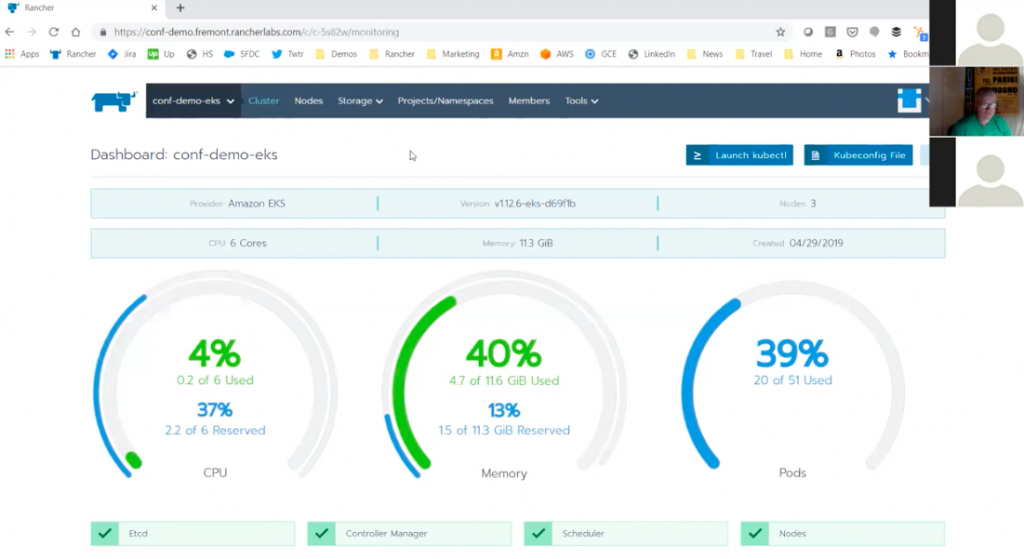 Rancher
https://conf-demo.fremont.rancherlabs.com/c/c-5s82w/monitoring
Apps Rancher Jira Up HS SFDC Twtr Demos Rancher Marketing Amzn AWS GCE LinkedIn News Travel Home Photos Bookm
conf-demo-eks Cluster Nodes Storage Projects/Namespaces Members Tools
Dashboard: conf-demo-eks
Launch kubectl Kubeconfig File
Provider: Amazon EKS Version: v1.12.6-eks-d69f1b Nodes: 3
CPU: 6 Cores Memory: 11.3 GiB Created: 04/29/2019
4%
0.2 of 6 Used
37%
2.2 of 6 Reserved
CPU
40%
4.7 of 11.6 GiB Used
13%
1.5 of 11.3 GiB Reserved
Memory
39%
20 of 51 Used
Pods
Etcd Controller Manager Scheduler Nodes